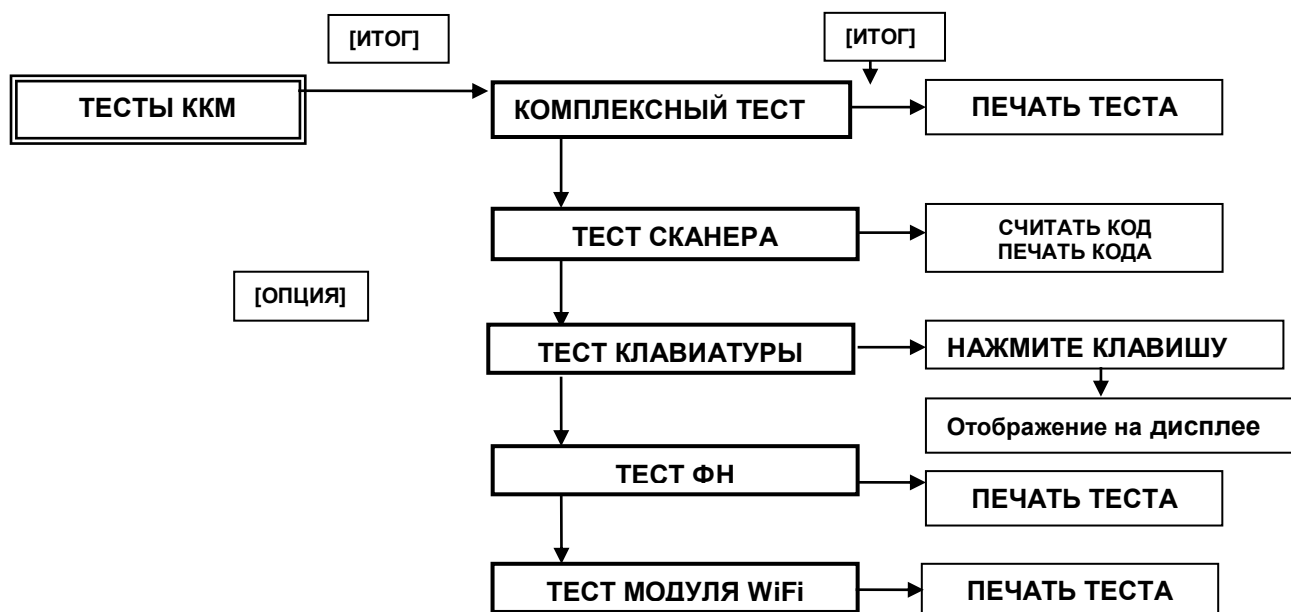 [ИТОГ]
[ИТОГ]
ТЕСТЫ ККМ
КОМПЛЕКСНЫЙ ТЕСТ
ПЕЧАТЬ ТЕСТА
ТЕСТ СКАНЕРА
СЧИТАТЬ КОД
ПЕЧАТЬ КОДА
[ОПЦИЯ]
ТЕСТ КЛАВИАТУРЫ
НАЖМИТЕ КЛАВИШУ
Отображение на дисплее
ТЕСТ ФН
ПЕЧАТЬ ТЕСТА
ТЕСТ МОДУЛЯ WiFi
ПЕЧАТЬ ТЕСТА